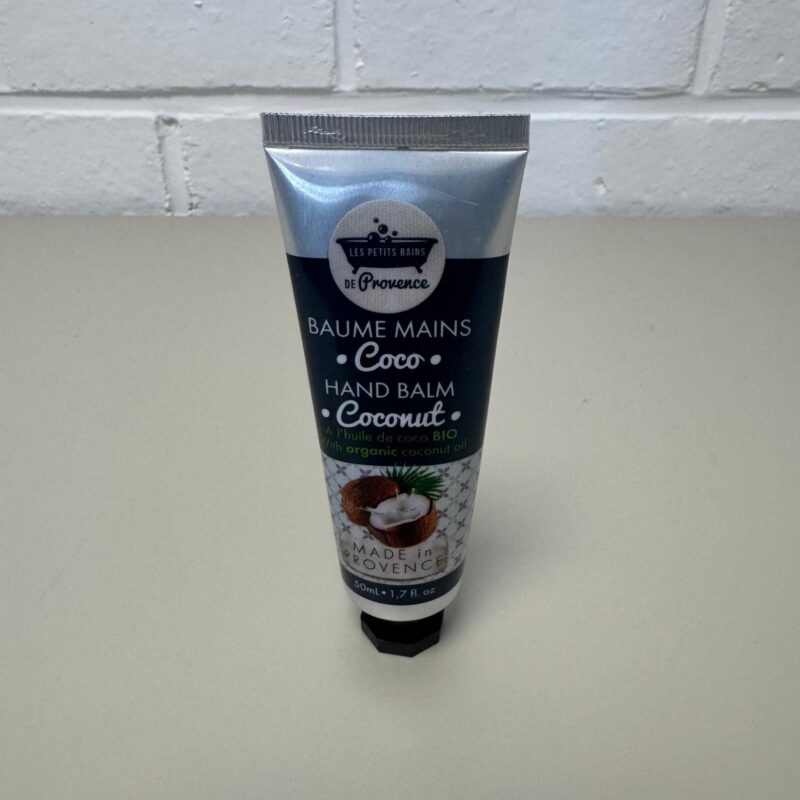 LES PETITS BAINS
DE Provence
BAUME MAINS
• Coco •
HAND BALM
• Coconut •
A l'huile de coco BIO
With organic coconut oil
MADE in
PROVENCE
50mL • 1,7 fl. oz